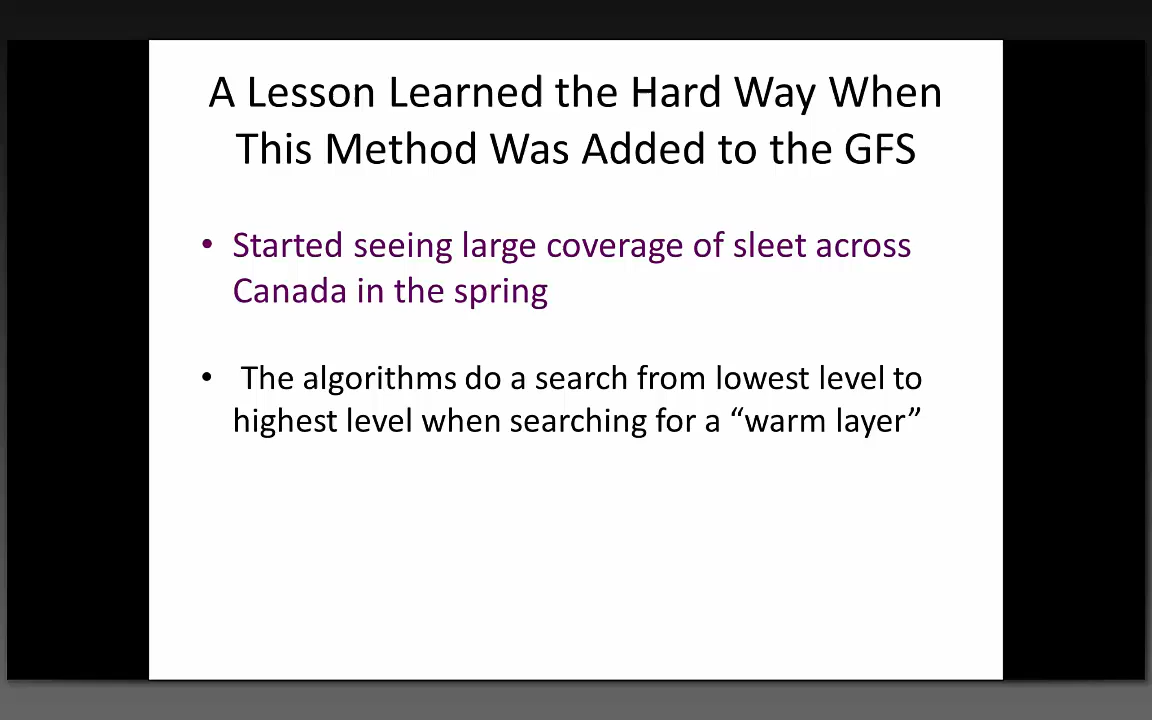 A Lesson Learned the Hard Way When
This Method Was Added to the GFS
• Started seeing large coverage of sleet across
Canada in the spring
• The algorithms do a search from lowest level to
highest level when searching for a “warm layer”